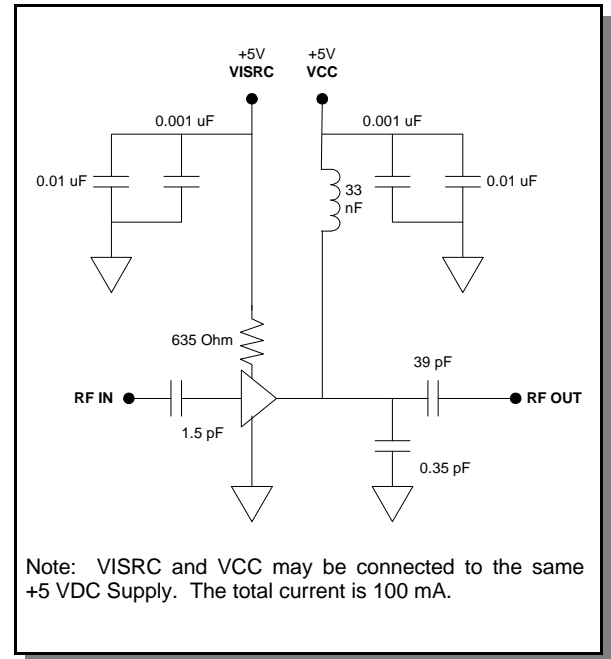 +5V
VISRC
+5V
VCC
0.001 uF
0.001 uF
0.01 uF
33
nF
0.01 uF
635 Ohm
39 pF
RF IN
RF OUT
1.5 pF
0.35 pF
Note: VISRC and VCC may be connected to the same
+5 VDC Supply. The total current is 100 mA.